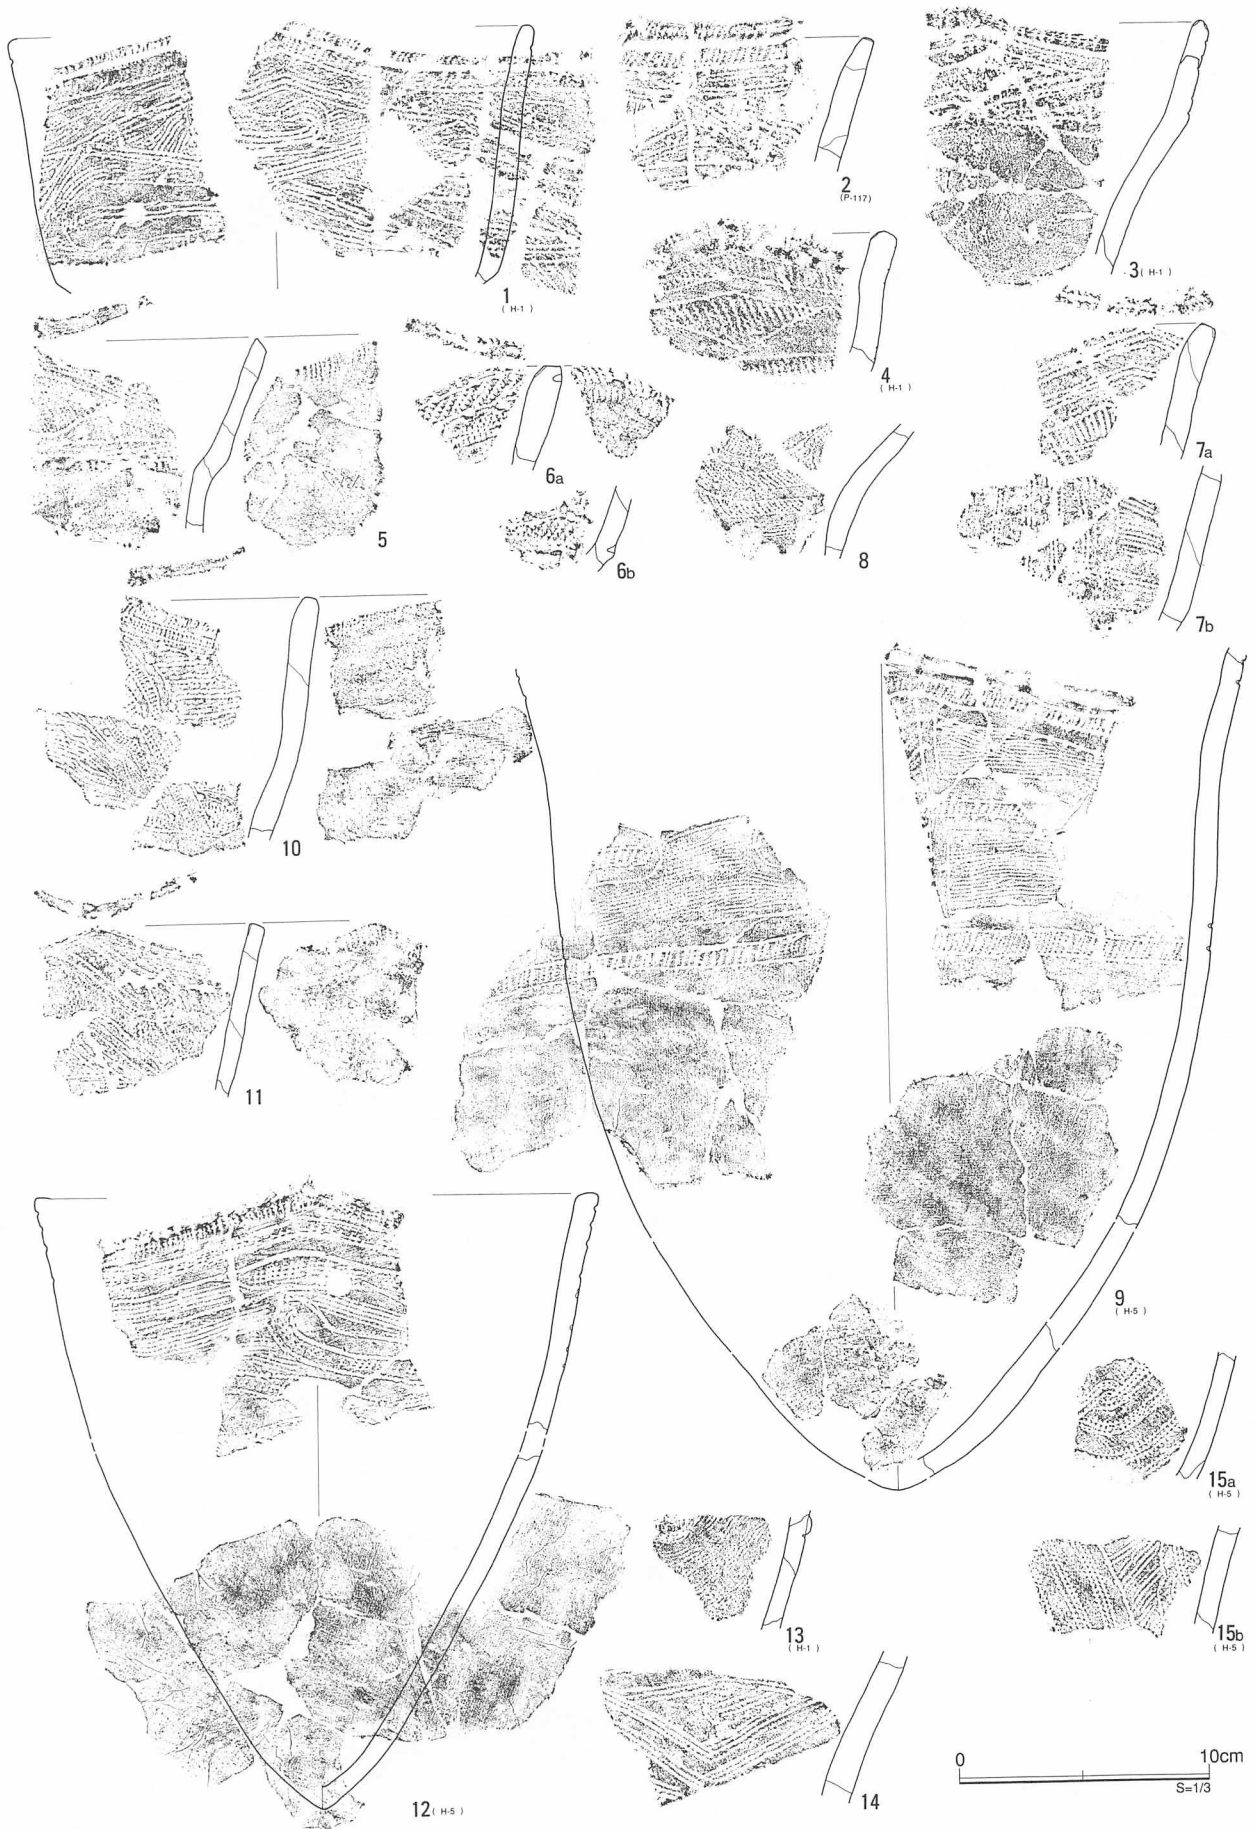 1
( H-1 )
2
(P-117)
3 ( H-1 )
4
( H-1 )
5
6a
6b
7a
7b
8
9
( H-5 )
10
11
12 ( H-5 )
13
( H-1 )
14
15a
( H-5 )
15b
( H-5 )
0 10cm
S=1/3